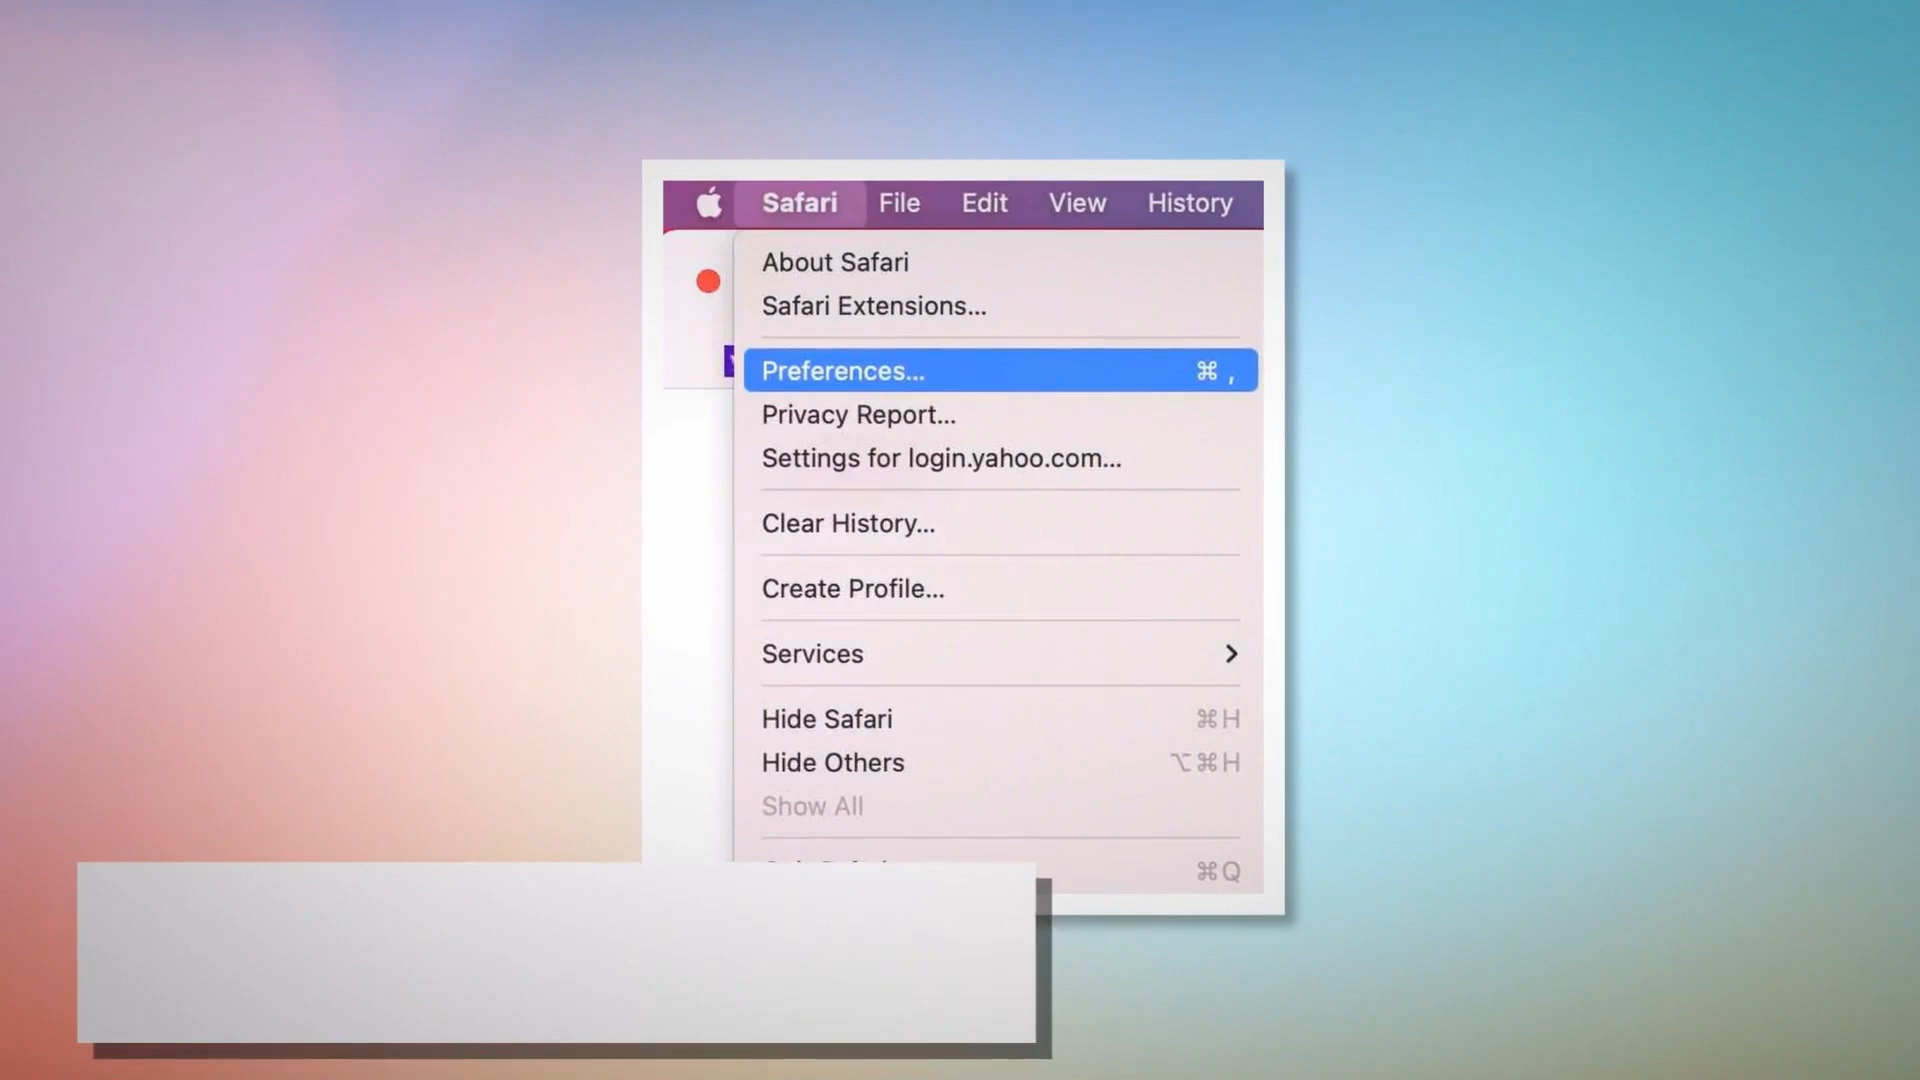 Safari File Edit View History
About Safari
Safari Extensions...
Preferences... ⌘ ,
Privacy Report...
Settings for login.yahoo.com...
Clear History...
Create Profile...
Services
Hide Safari ⌘H
Hide Others ⌥⌘H
Show All
⌘Q